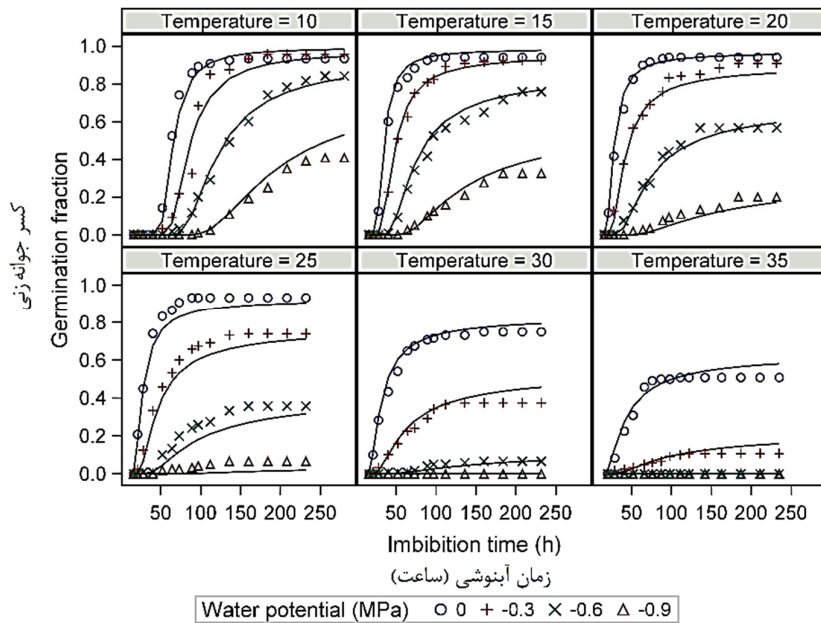 Temperature = 10 Temperature = 15 Temperature = 20
1.0
0.8
0.6
0.4
0.2
0.0
Temperature = 25 Temperature = 30 Temperature = 35
1.0
0.8
0.6
0.4
0.2
0.0
کسر جوانه زنی
Germination fraction
50 100 150 200 250 50 100 150 200 250 50 100 150 200 250
Imbibition time (h)
زمان آبنوشی (ساعت)
Water potential (MPa) 0 -0.3 -0.6 -0.9